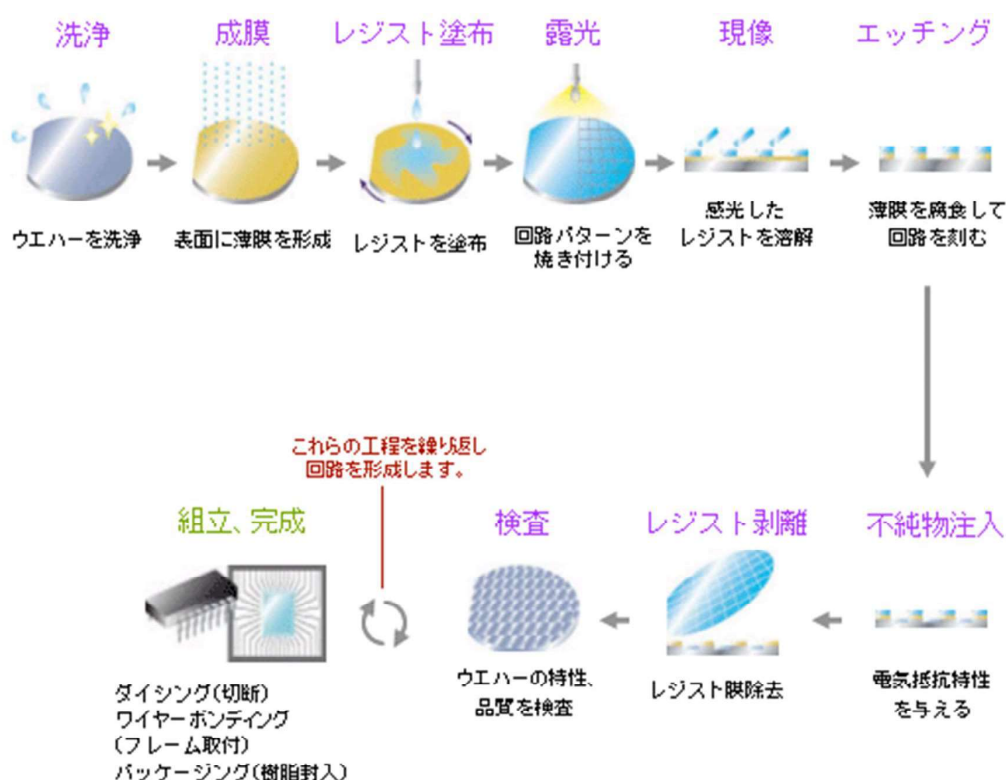 洗浄
成膜
レジスト塗布
露光
現像
エッチング
ウエハーを洗浄
表面に薄膜を形成
レジストを塗布
回路パターンを
焼き付ける
感光した
レジストを溶解
薄膜を腐食して
回路を刻む
不純物注入
電気抵抗特性
を与える
レジスト剥離
レジスト膜除去
検査
ウエハーの特性、
品質を検査
これらの工程を繰り返し
回路を形成します。
組立、完成
ダイシング(切断)
ワイヤーボンディング
(フレーム取付)
パッケージング(樹脂封入)